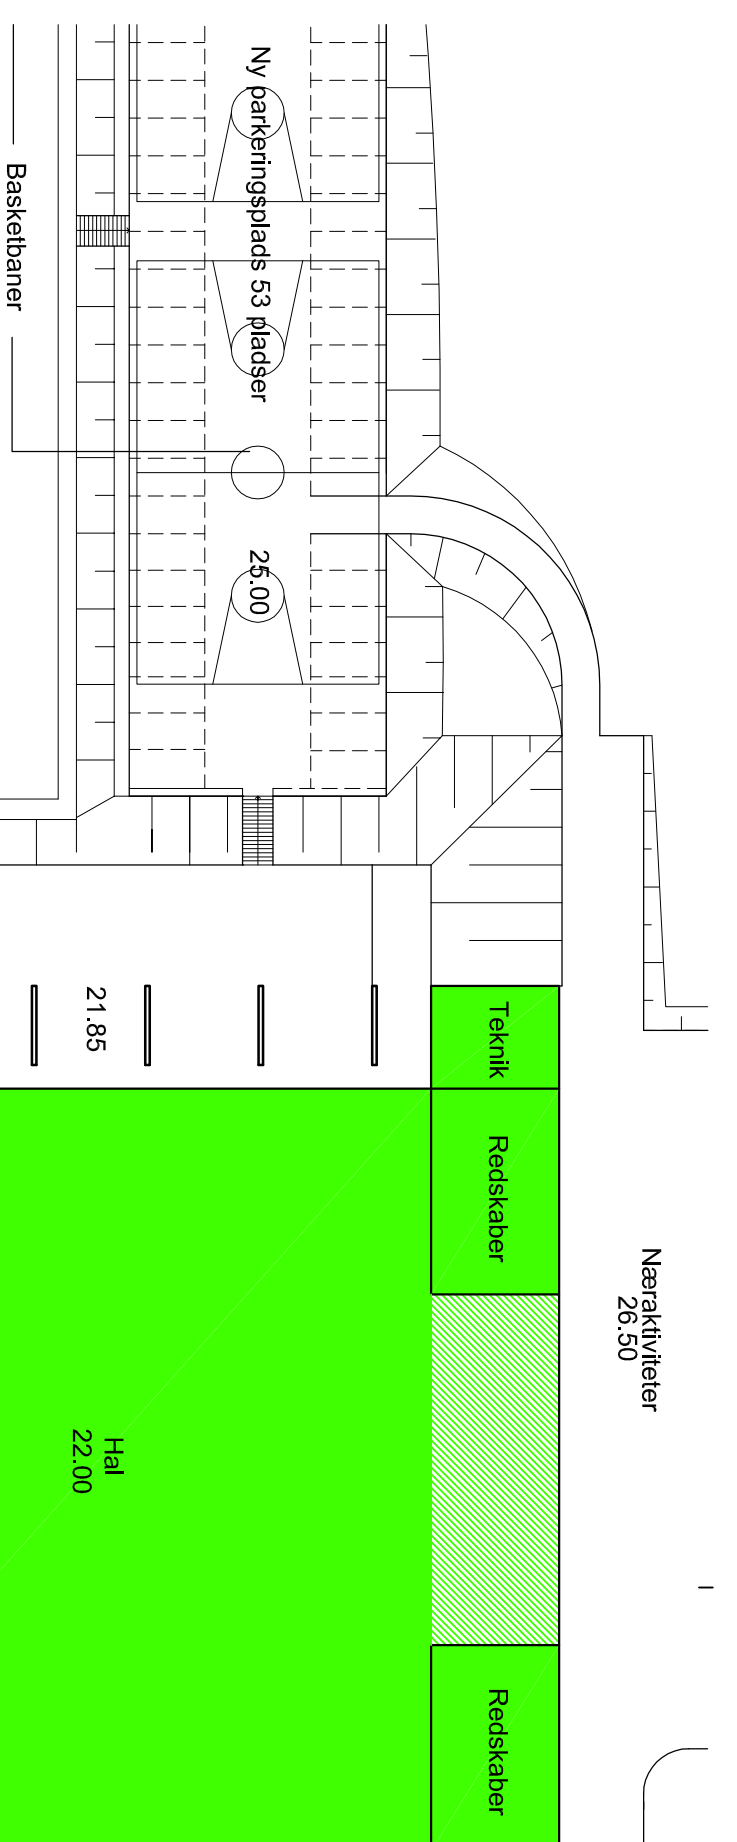 Ny parkeringsplads 53 pladser
Basketbaner
25.00
21.85
Teknik
Redskaber
Næraktiviteter
26.50
Hal
22.00
Redskaber